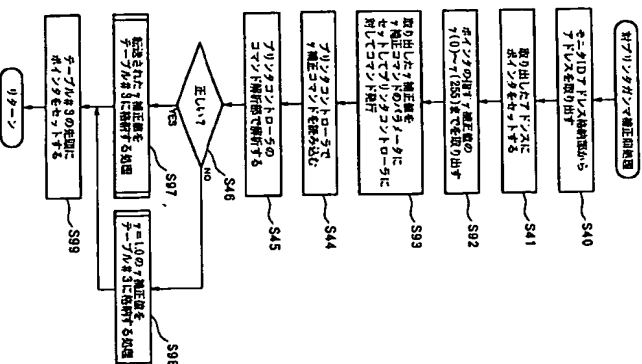 対プリンタガンマ補正回処理
モニタIDアドレス格納部から
アドレスを取り出す
S40
取り出したアドレスに
ポインタをセットする
S41
ポインタの指すγ補正値の
γ(0)〜γ(255)までを取り出す
S92
取り出したγ補正値を
γ補正コマンドのパラメータに
セットしてプリンタコントローラに
対してコマンド発行
S93
プリンタコントローラで
γ補正コマンドを読み込む
S44
プリンタコントローラの
コマンド解析部で解析する
S45
正しい?
S46
YES
NO
転送されたγ補正値を
テーブル#3に格納する処理
S97
γ=1.0のγ補正値を
テーブル#3に格納する処理
S98
テーブル#3の先頭に
ポインタをセットする
S99
リターン